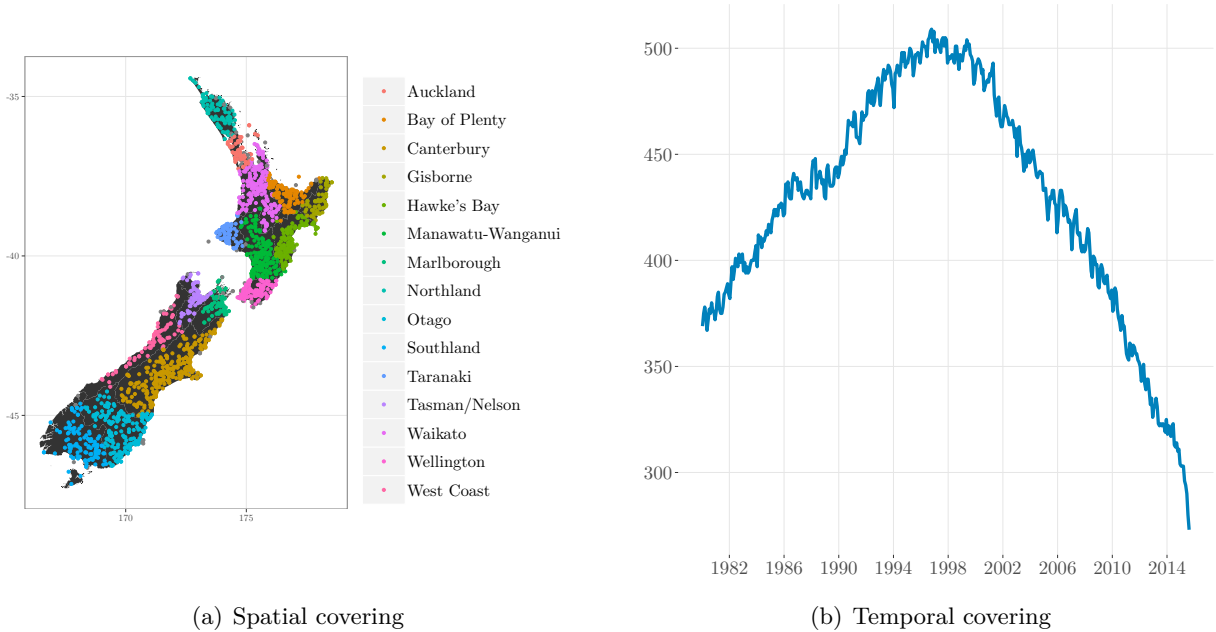 -35
-40
-45
170
175
Auckland
Bay of Plenty
Canterbury
Gisborne
Hawke's Bay
Manawatu-Wanganui
Marlborough
Northland
Otago
Southland
Taranaki
Tasman/Nelson
Waikato
Wellington
West Coast
(a) Spatial covering
500
450
400
350
300
1982 1986 1990 1994 1998 2002 2006 2010 2014
(b) Temporal covering